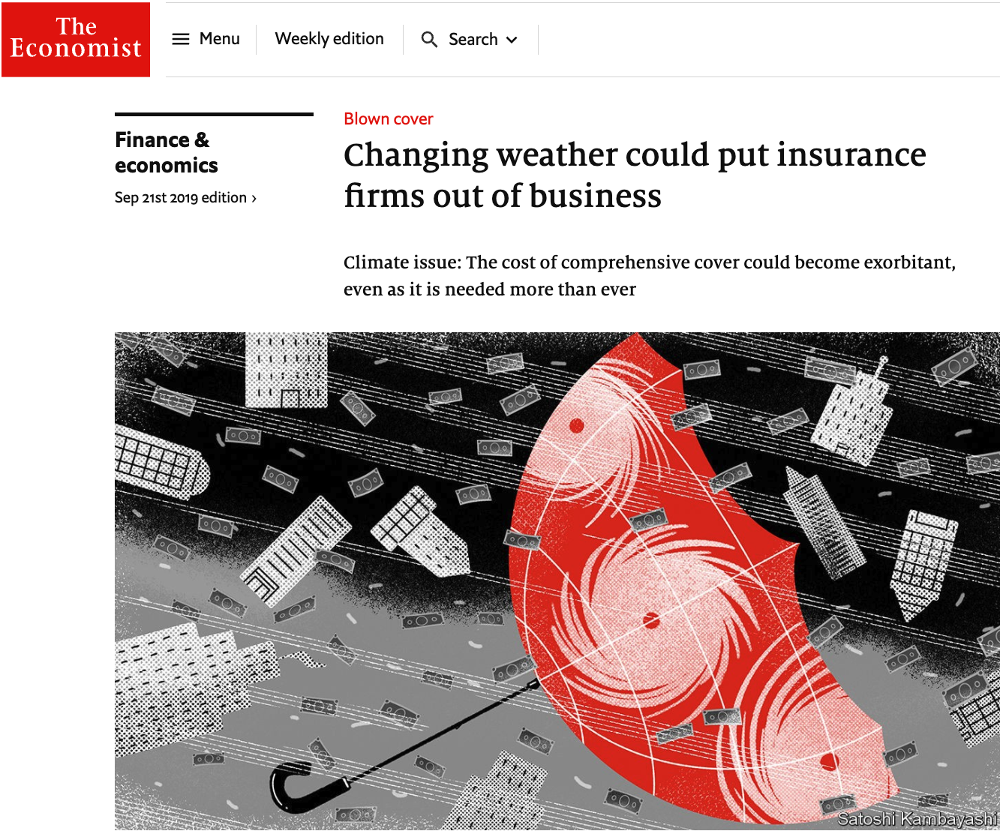 The
Economist
Menu
Weekly edition
Search
Finance &
economics
Sep 21st 2019 edition ›
Blown cover
Changing weather could put insurance
firms out of business
Climate issue: The cost of comprehensive cover could become exorbitant,
even as it is needed more than ever
Satoshi Kambayashi